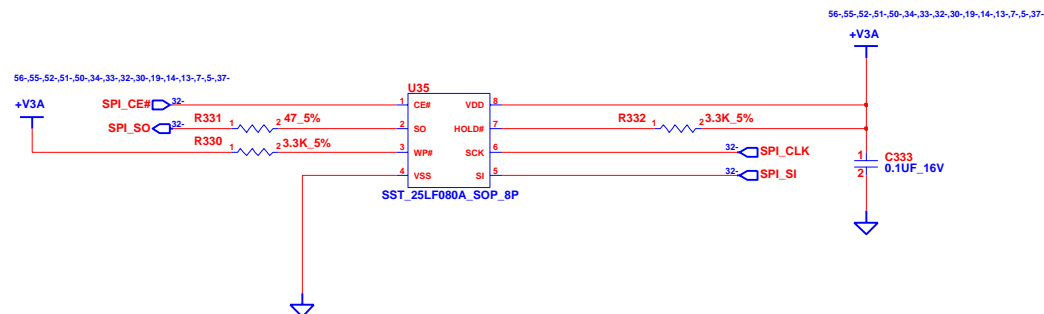 56-,55-,52-,51-,50-,34-,33-,32-,30-,19-,14-,13-,7-,5-,37-
+V3A
56-,55-,52-,51-,50-,34-,33-,32-,30-,19-,14-,13-,7-,5-,37-
+V3A
U35
SPI_CE# 32- 1 CE# VDD 8
SPI_SO 32- R331 1 2 47_5% 2 SO HOLD# 7 R332 1 2 3.3K_5%
R330 1 2 3.3K_5% 3 WP# SCK 6 32- SPI_CLK
4 VSS SI 5 32- SPI_SI
1 C333
2 0.1UF_16V
SST_25LF080A_SOP_8P